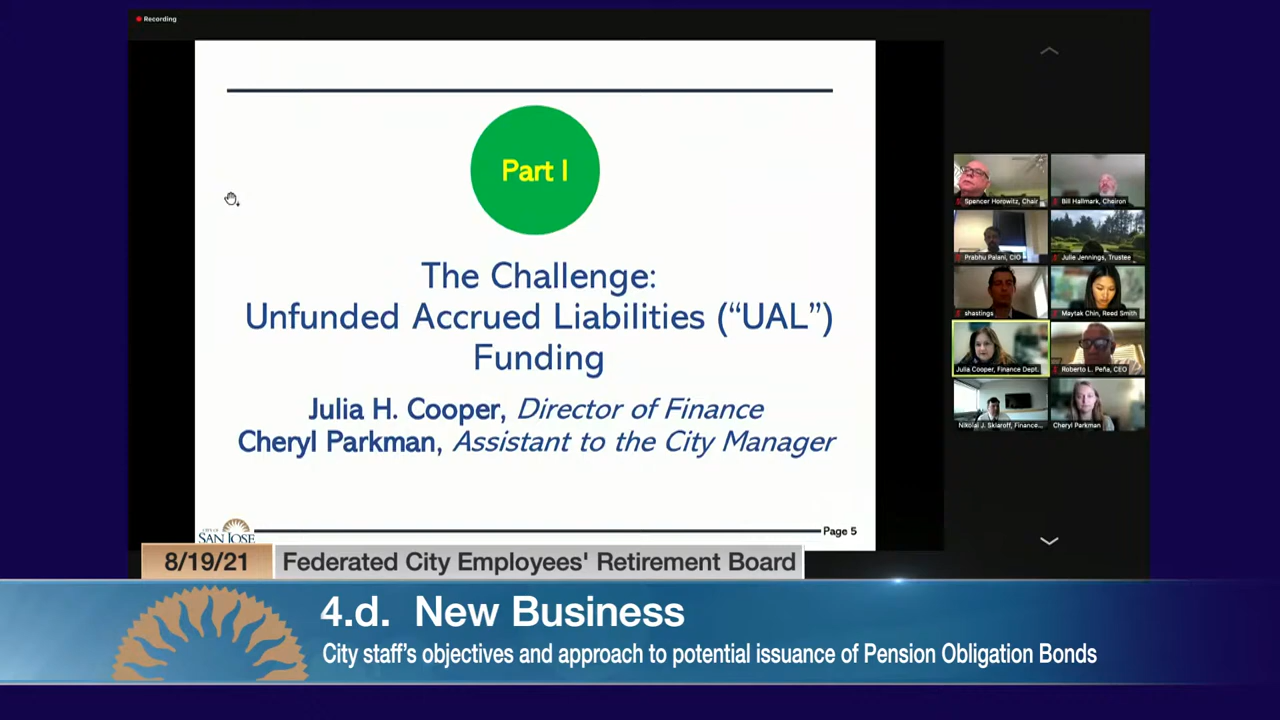 Recording
Part I
The Challenge:
Unfunded Accrued Liabilities (“UAL”)
Funding
Julia H. Cooper, Director of Finance
Cheryl Parkman, Assistant to the City Manager
CITY OF
SAN JOSE
Page 5
Spencer Horowitz, Chair
Bill Hallmark, Cheiron
Prabhu Palani, CIO
Julie Jennings, Trustee
shastings
Maytak Chin, Reed Smith
Julia Cooper, Finance Dept.
Roberto L. Peña, CEO
Nikolai J. Sklaroff, Finance...
Cheryl Parkman
8/19/21
Federated City Employees' Retirement Board
4.d. New Business
City staff's objectives and approach to potential issuance of Pension Obligation Bonds